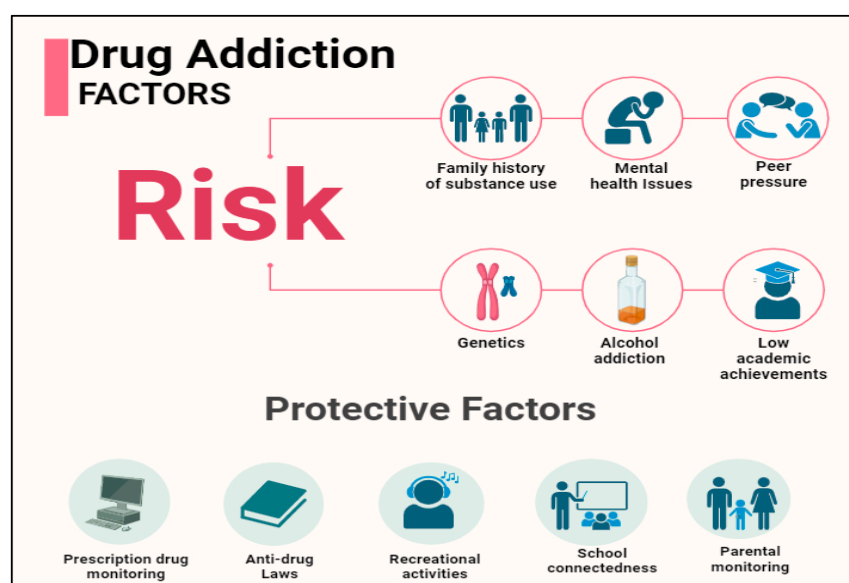 Drug Addiction
FACTORS
Risk
Family history
of substance use
Mental
health Issues
Peer
pressure
Genetics
Alcohol
addiction
Low
academic
achievements
Protective Factors
Prescription drug
monitoring
Anti-drug
Laws
Recreational
activities
School
connectedness
Parental
monitoring